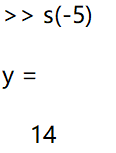 >> s(-5)
y =
14